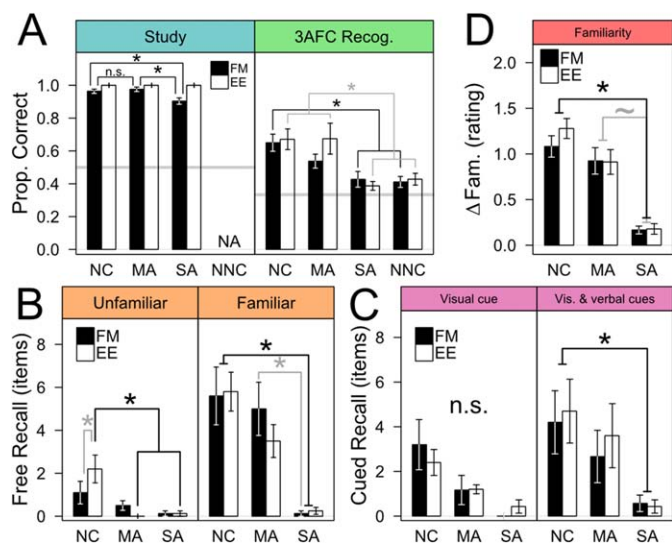 A
Study
3AFC Recog.
Prop. Correct
1.0
0.8
0.6
0.4
0.2
0.0
*
n.s.
*
FM
EE
*
*
NA
NC MA SA NNC
NC MA SA NNC
D
Familiarity
Δ Fam. (rating)
2.0
1.5
1.0
0.5
0.0
*
~
NC MA SA
B
Unfamiliar
Familiar
Free Recall (items)
8
6
4
2
0
FM
EE
*
*
*
*
NC MA SA
NC MA SA
C
Visual cue
Vis. & verbal cues
Cued Recall (items)
8
6
4
2
0
FM
EE
n.s.
*
NC MA SA
NC MA SA